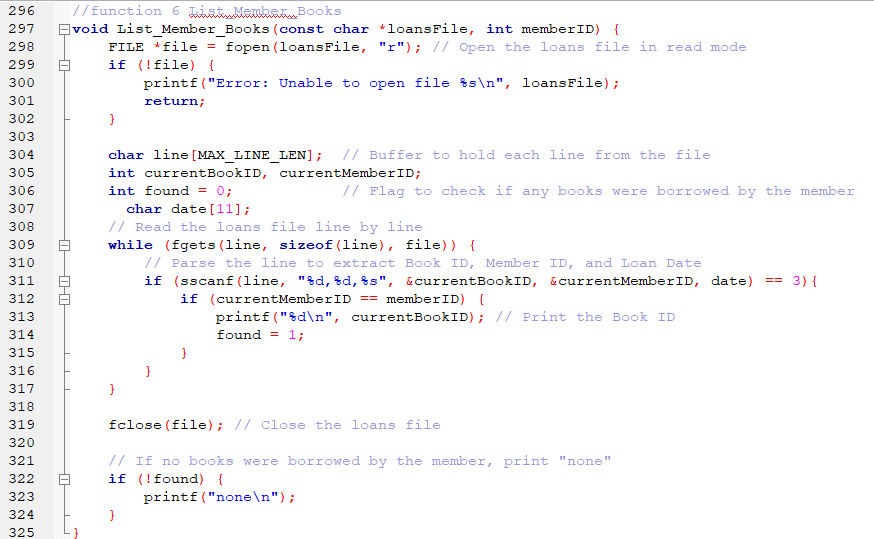 296 //function 6 List_Member_Books
297 void List_Member_Books(const char *loansFile, int memberID) {
298 FILE *file = fopen(loansFile, "r"); // Open the loans file in read mode
299 if (!file) {
300 printf("Error: Unable to open file %s\n", loansFile);
301 return;
302 }
303
304 char line[MAX_LINE_LEN]; // Buffer to hold each line from the file
305 int currentBookID, currentMemberID;
306 int found = 0; // Flag to check if any books were borrowed by the member
307 char date[11];
308 // Read the loans file line by line
309 while (fgets(line, sizeof(line), file)) {
310 // Parse the line to extract Book ID, Member ID, and Loan Date
311 if (sscanf(line, "%d,%d,%s", &currentBookID, &currentMemberID, date) == 3){
312 if (currentMemberID == memberID) {
313 printf("%d\n", currentBookID); // Print the Book ID
314 found = 1;
315 }
316 }
317 }
318
319 fclose(file); // Close the loans file
320
321 // If no books were borrowed by the member, print "none"
322 if (!found) {
323 printf("none\n");
324 }
325 }